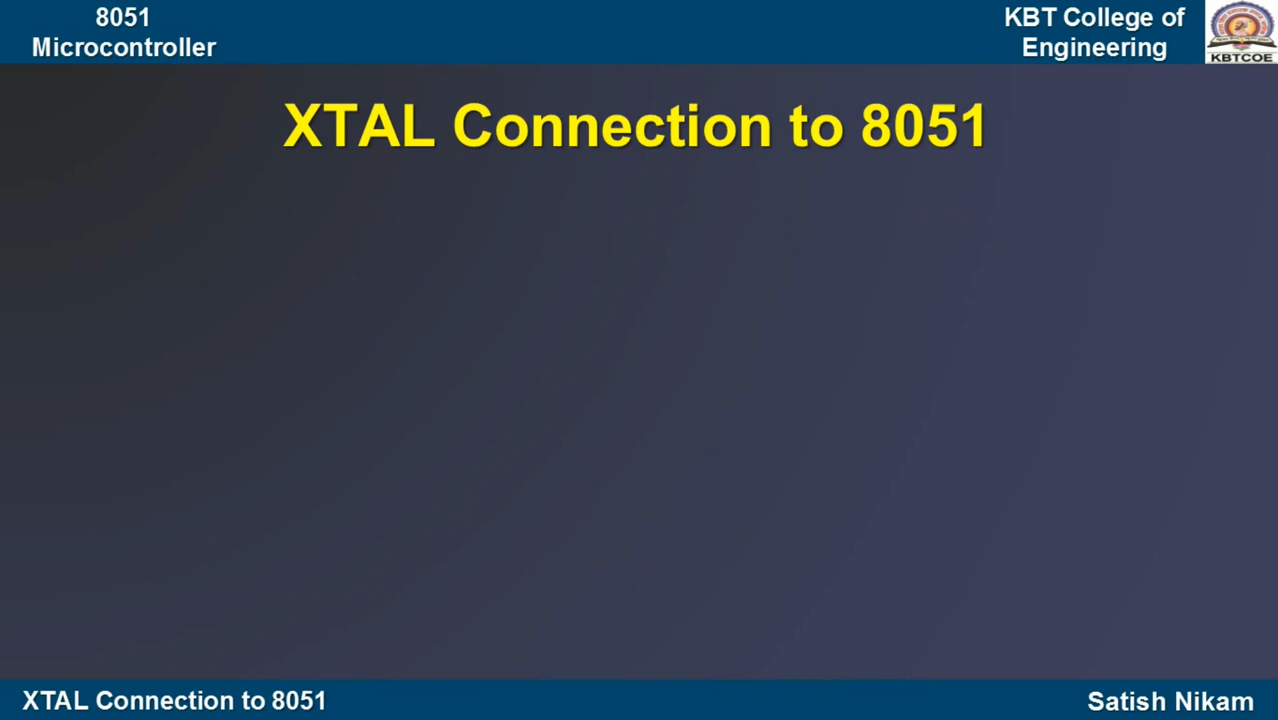 8051
Microcontroller
KBT College of
Engineering
KBTCOE
XTAL Connection to 8051
XTAL Connection to 8051
Satish Nikam